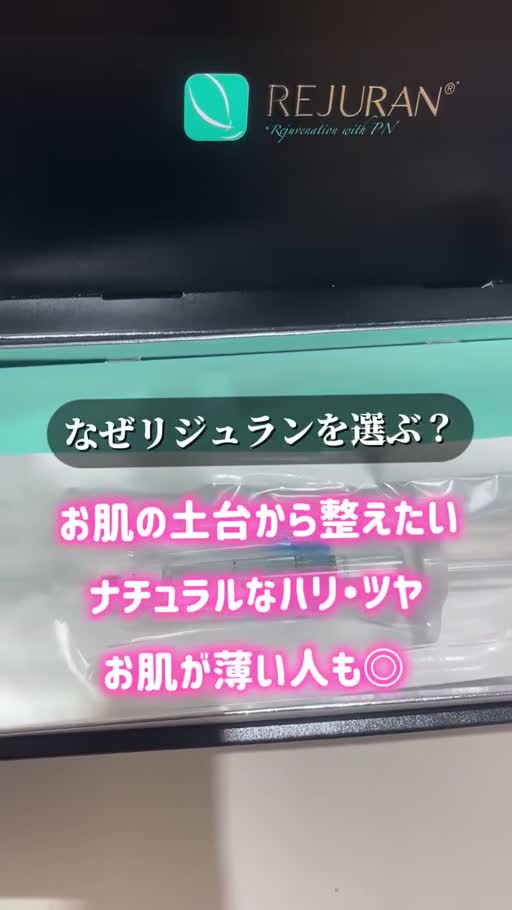 REJURAN®*
*Rejuvenation with PN
なぜリジュランを選ぶ？
お肌の土台から整えたい
ナチュラルなハリ・ツヤ
お肌が薄い人も◎